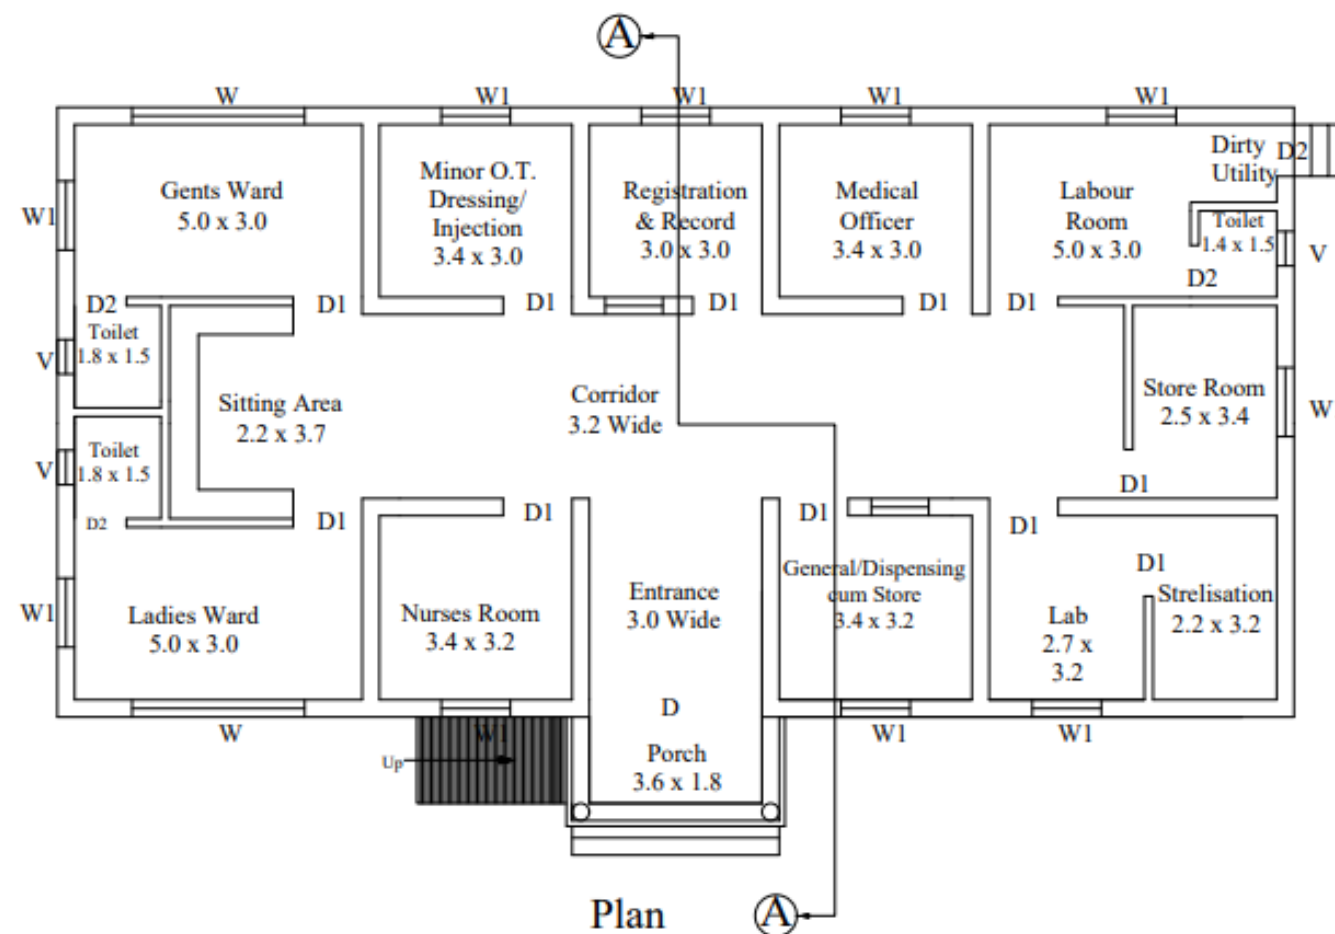 A
W
W1
W1
W1
W1
Gents Ward
5.0 x 3.0
Minor O.T.
Dressing/
Injection
3.4 x 3.0
Registration
& Record
3.0 x 3.0
Medical
Officer
3.4 x 3.0
Labour
Room
5.0 x 3.0
Dirty
Utility
D2
W1
Toilet
1.4 x 1.5
V
D2
D2
D1
D1
D1
D1
D1
Toilet
1.8 x 1.5
V
Sitting Area
2.2 x 3.7
Corridor
3.2 Wide
Store Room
2.5 x 3.4
W
Toilet
1.8 x 1.5
V
D1
D2
D1
D1
D1
D1
D1
W1
Ladies Ward
5.0 x 3.0
Nurses Room
3.4 x 3.2
Entrance
3.0 Wide
General/Dispensing
cum Store
3.4 x 3.2
Lab
2.7 x
3.2
Strelisation
2.2 x 3.2
D
W
W1
W1
W1
Up
Porch
3.6 x 1.8
Plan
A